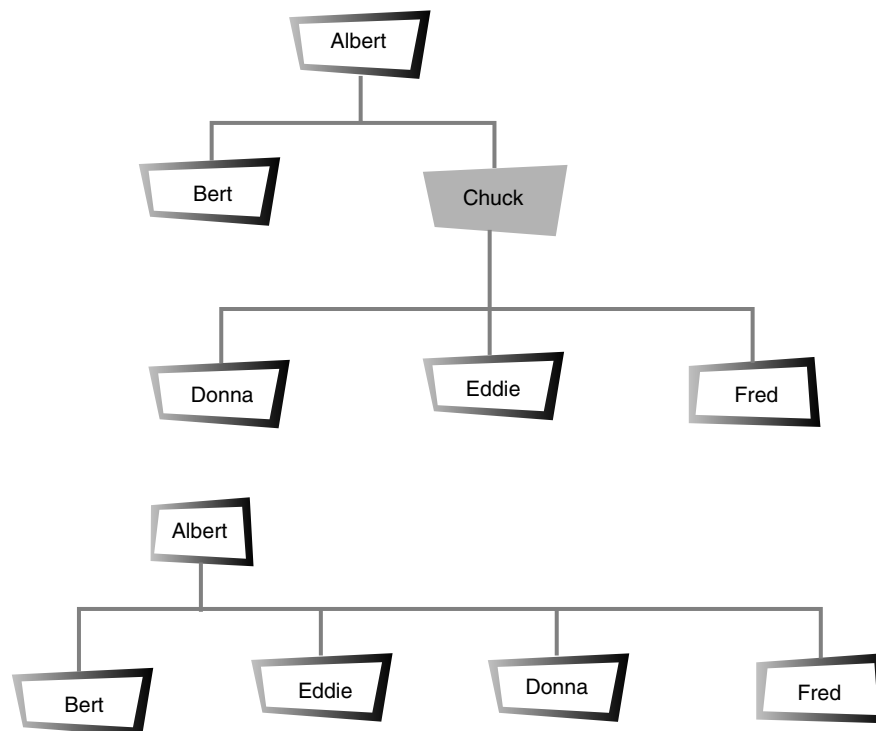 Albert
Bert
Chuck
Donna
Eddie
Fred
Albert
Bert
Eddie
Donna
Fred